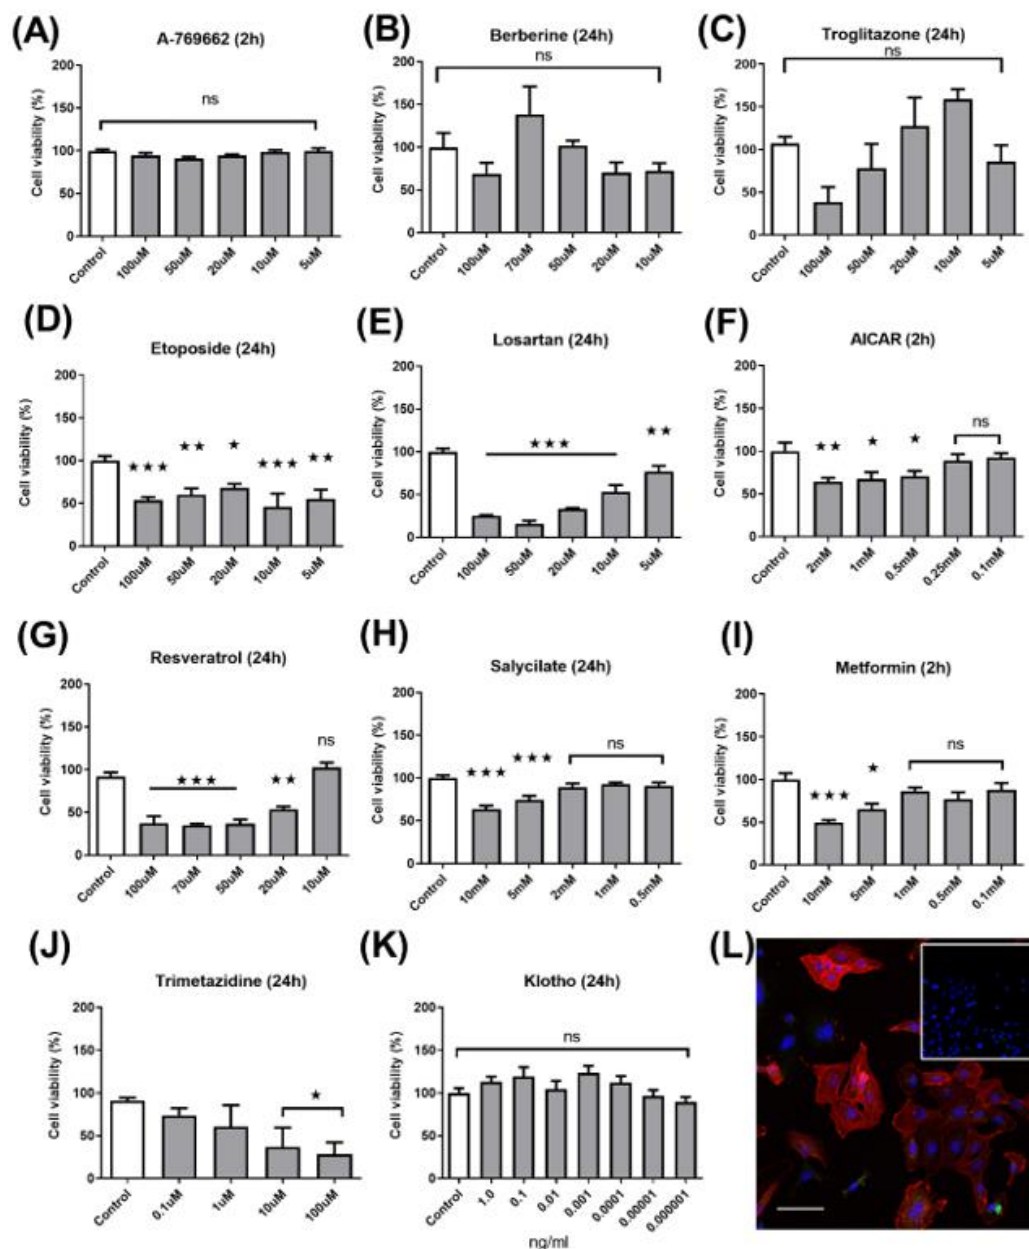 (A)
A-769662 (2h)
ns
Cell viability (%)
200
150
100
50
0
Control
100uM
50uM
20uM
10uM
5uM
(B)
Berberine (24h)
ns
Cell viability (%)
200
150
100
50
0
Control
100uM
70uM
50uM
20uM
10uM
(C)
Troglitazone (24h)
ns
Cell viability (%)
200
150
100
50
0
Control
100uM
50uM
20uM
10uM
5uM
(D)
Etoposide (24h)
Cell viability (%)
200
150
100
50
0
★★★
★★
★
★★★
★★
Control
100uM
50uM
20uM
10uM
5uM
(E)
Losartan (24h)
Cell viability (%)
200
150
100
50
0
★★★
★★
Control
100uM
50uM
20uM
10uM
5uM
(F)
AICAR (2h)
Cell viability (%)
200
150
100
50
0
★★
★
★
ns
Control
2mM
1mM
0.5mM
0.25mM
0.1mM
(G)
Resveratrol (24h)
Cell viability (%)
200
150
100
50
0
★★★
★★
ns
Control
100uM
70uM
50uM
20uM
10uM
(H)
Salycilate (24h)
Cell viability (%)
200
150
100
50
0
★★★
★★★
ns
Control
10mM
5mM
2mM
1mM
0.5mM
(I)
Metformin (2h)
Cell viability (%)
200
150
100
50
0
★★★
★
ns
Control
10mM
5mM
1mM
0.5mM
0.1mM
(J)
Trimetazidine (24h)
Cell viability (%)
200
150
100
50
0
★
Control
0.1uM
1uM
10uM
100uM
(K)
Klotho (24h)
ns
Cell viability (%)
200
150
100
50
0
Control
1.0
0.1
0.01
0.001
0.0001
0.00001
0.000001
ng/ml
(L)